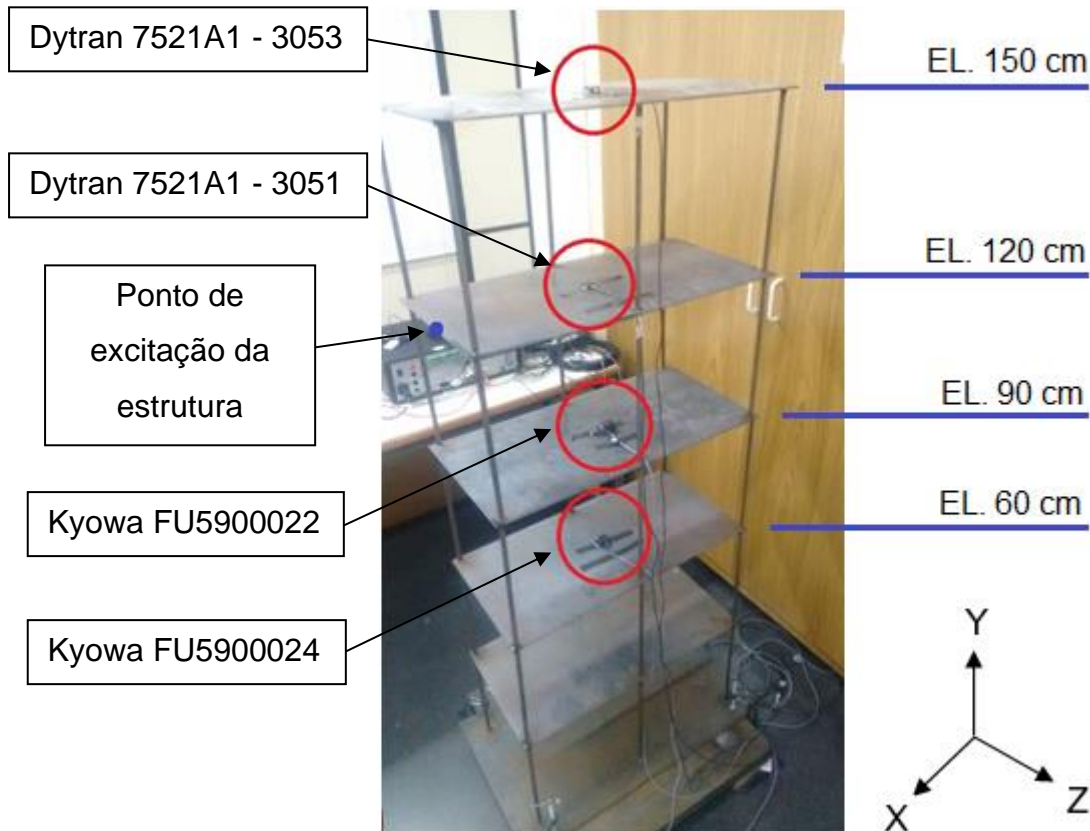 Dytran 7521A1 - 3053
EL. 150 cm
Dytran 7521A1 - 3051
EL. 120 cm
Ponto de
excitação da
estrutura
EL. 90 cm
Kyowa FU5900022
EL. 60 cm
Kyowa FU5900024
Y
X
Z